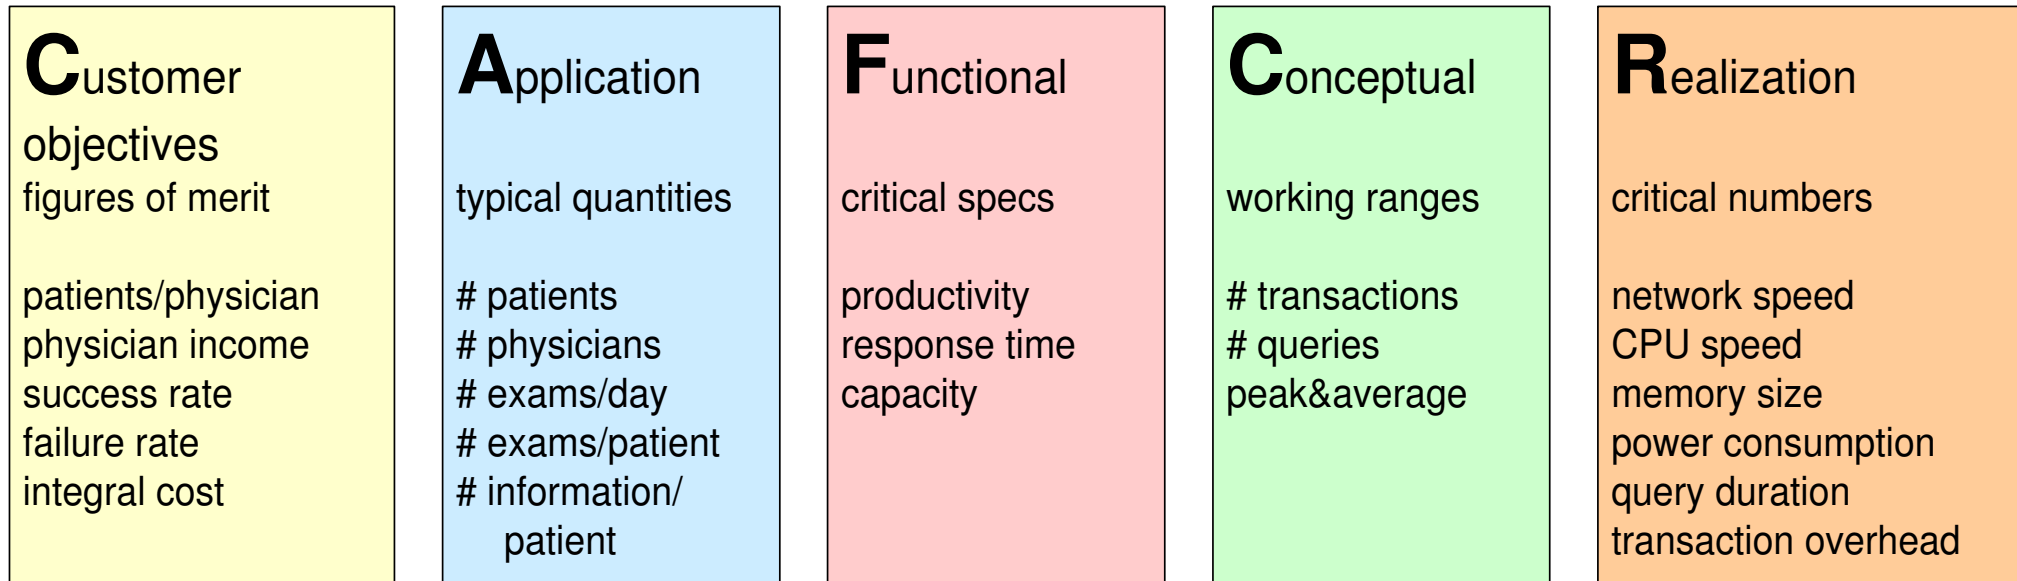 Customer
objectives
figures of merit
patients/physician
physician income
success rate
failure rate
integral cost
Application
typical quantities
# patients
# physicians
# exams/day
# exams/patient
# information/
patient
Functional
critical specs
productivity
response time
capacity
Conceptual
working ranges
# transactions
# queries
peak&average
Realization
critical numbers
network speed
CPU speed
memory size
power consumption
query duration
transaction overhead